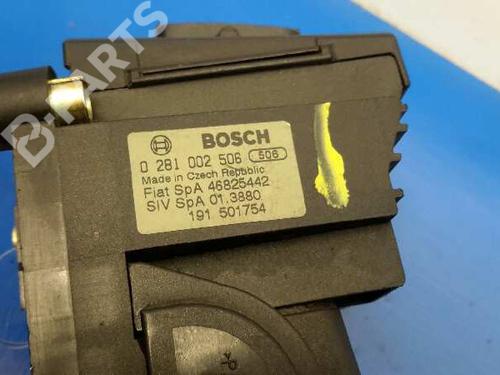 B-PARTS
BOSCH
0 281 002 506 506
Made in Czech Republic
Fiat SpA 46825442
SIV SpA 01.3880
191 501754